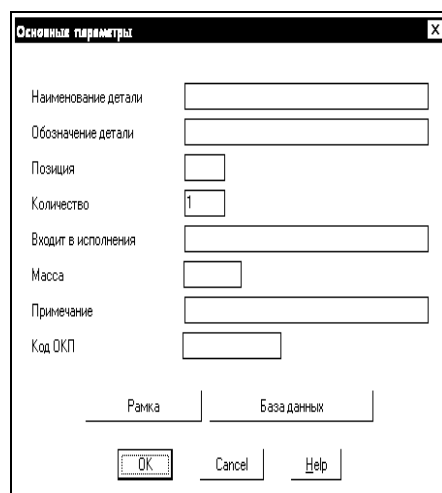 Основные параметры X
Наименование детали
Обозначение детали
Позиция
Количество 1
Входит в исполнения
Масса
Примечание
Код ОКП
Рамка База данных
OK Cancel Help